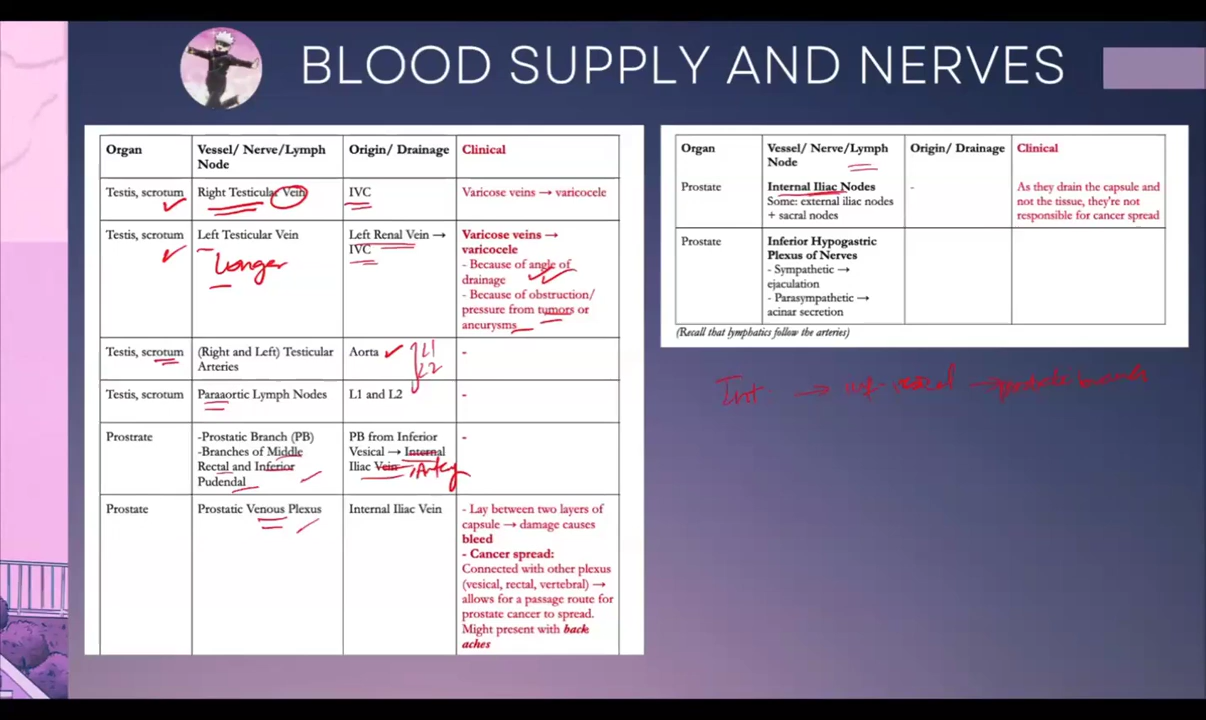 BLOOD SUPPLY AND NERVES
Organ
Vessel/ Nerve/Lymph
Node
Origin/ Drainage
Clinical
Testis, scrotum
Right Testicular Vein
IVC
Varicose veins → varicocele
Testis, scrotum
Left Testicular Vein
Longer
Left Renal Vein →
IVC
Varicose veins →
varicocele
- Because of angle of
drainage
- Because of obstruction/
pressure from tumors or
aneurysms
Testis, scrotum
(Right and Left) Testicular
Arteries
Aorta
L1
L2
-
Testis, scrotum
Paraaortic Lymph Nodes
L1 and L2
-
Prostrate
-Prostatic Branch (PB)
-Branches of Middle
Rectal and Inferior
Pudendal
PB from Inferior
Vesical → Internal
Iliac Vein Artery
-
Prostate
Prostatic Venous Plexus
Internal Iliac Vein
- Lay between two layers of
capsule → damage causes
bleed
- Cancer spread:
Connected with other plexus
(vesical, rectal, vertebral) →
allows for a passage route for
prostate cancer to spread.
Might present with back
aches
Organ
Vessel/ Nerve/Lymph
Node
Origin/ Drainage
Clinical
Prostate
Internal Iliac Nodes
Some: external iliac nodes
+ sacral nodes
-
As they drain the capsule and
not the tissue, they're not
responsible for cancer spread
Prostate
Inferior Hypogastric
Plexus of Nerves
- Sympathetic →
ejaculation
- Parasympathetic →
acinar secretion
(Recall that lymphatics follow the arteries)
→ vesical →